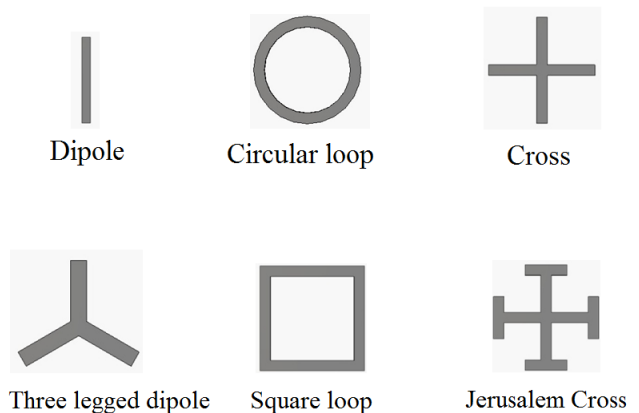 Dipole
Circular loop
Cross
Three legged dipole
Square loop
Jerusalem Cross